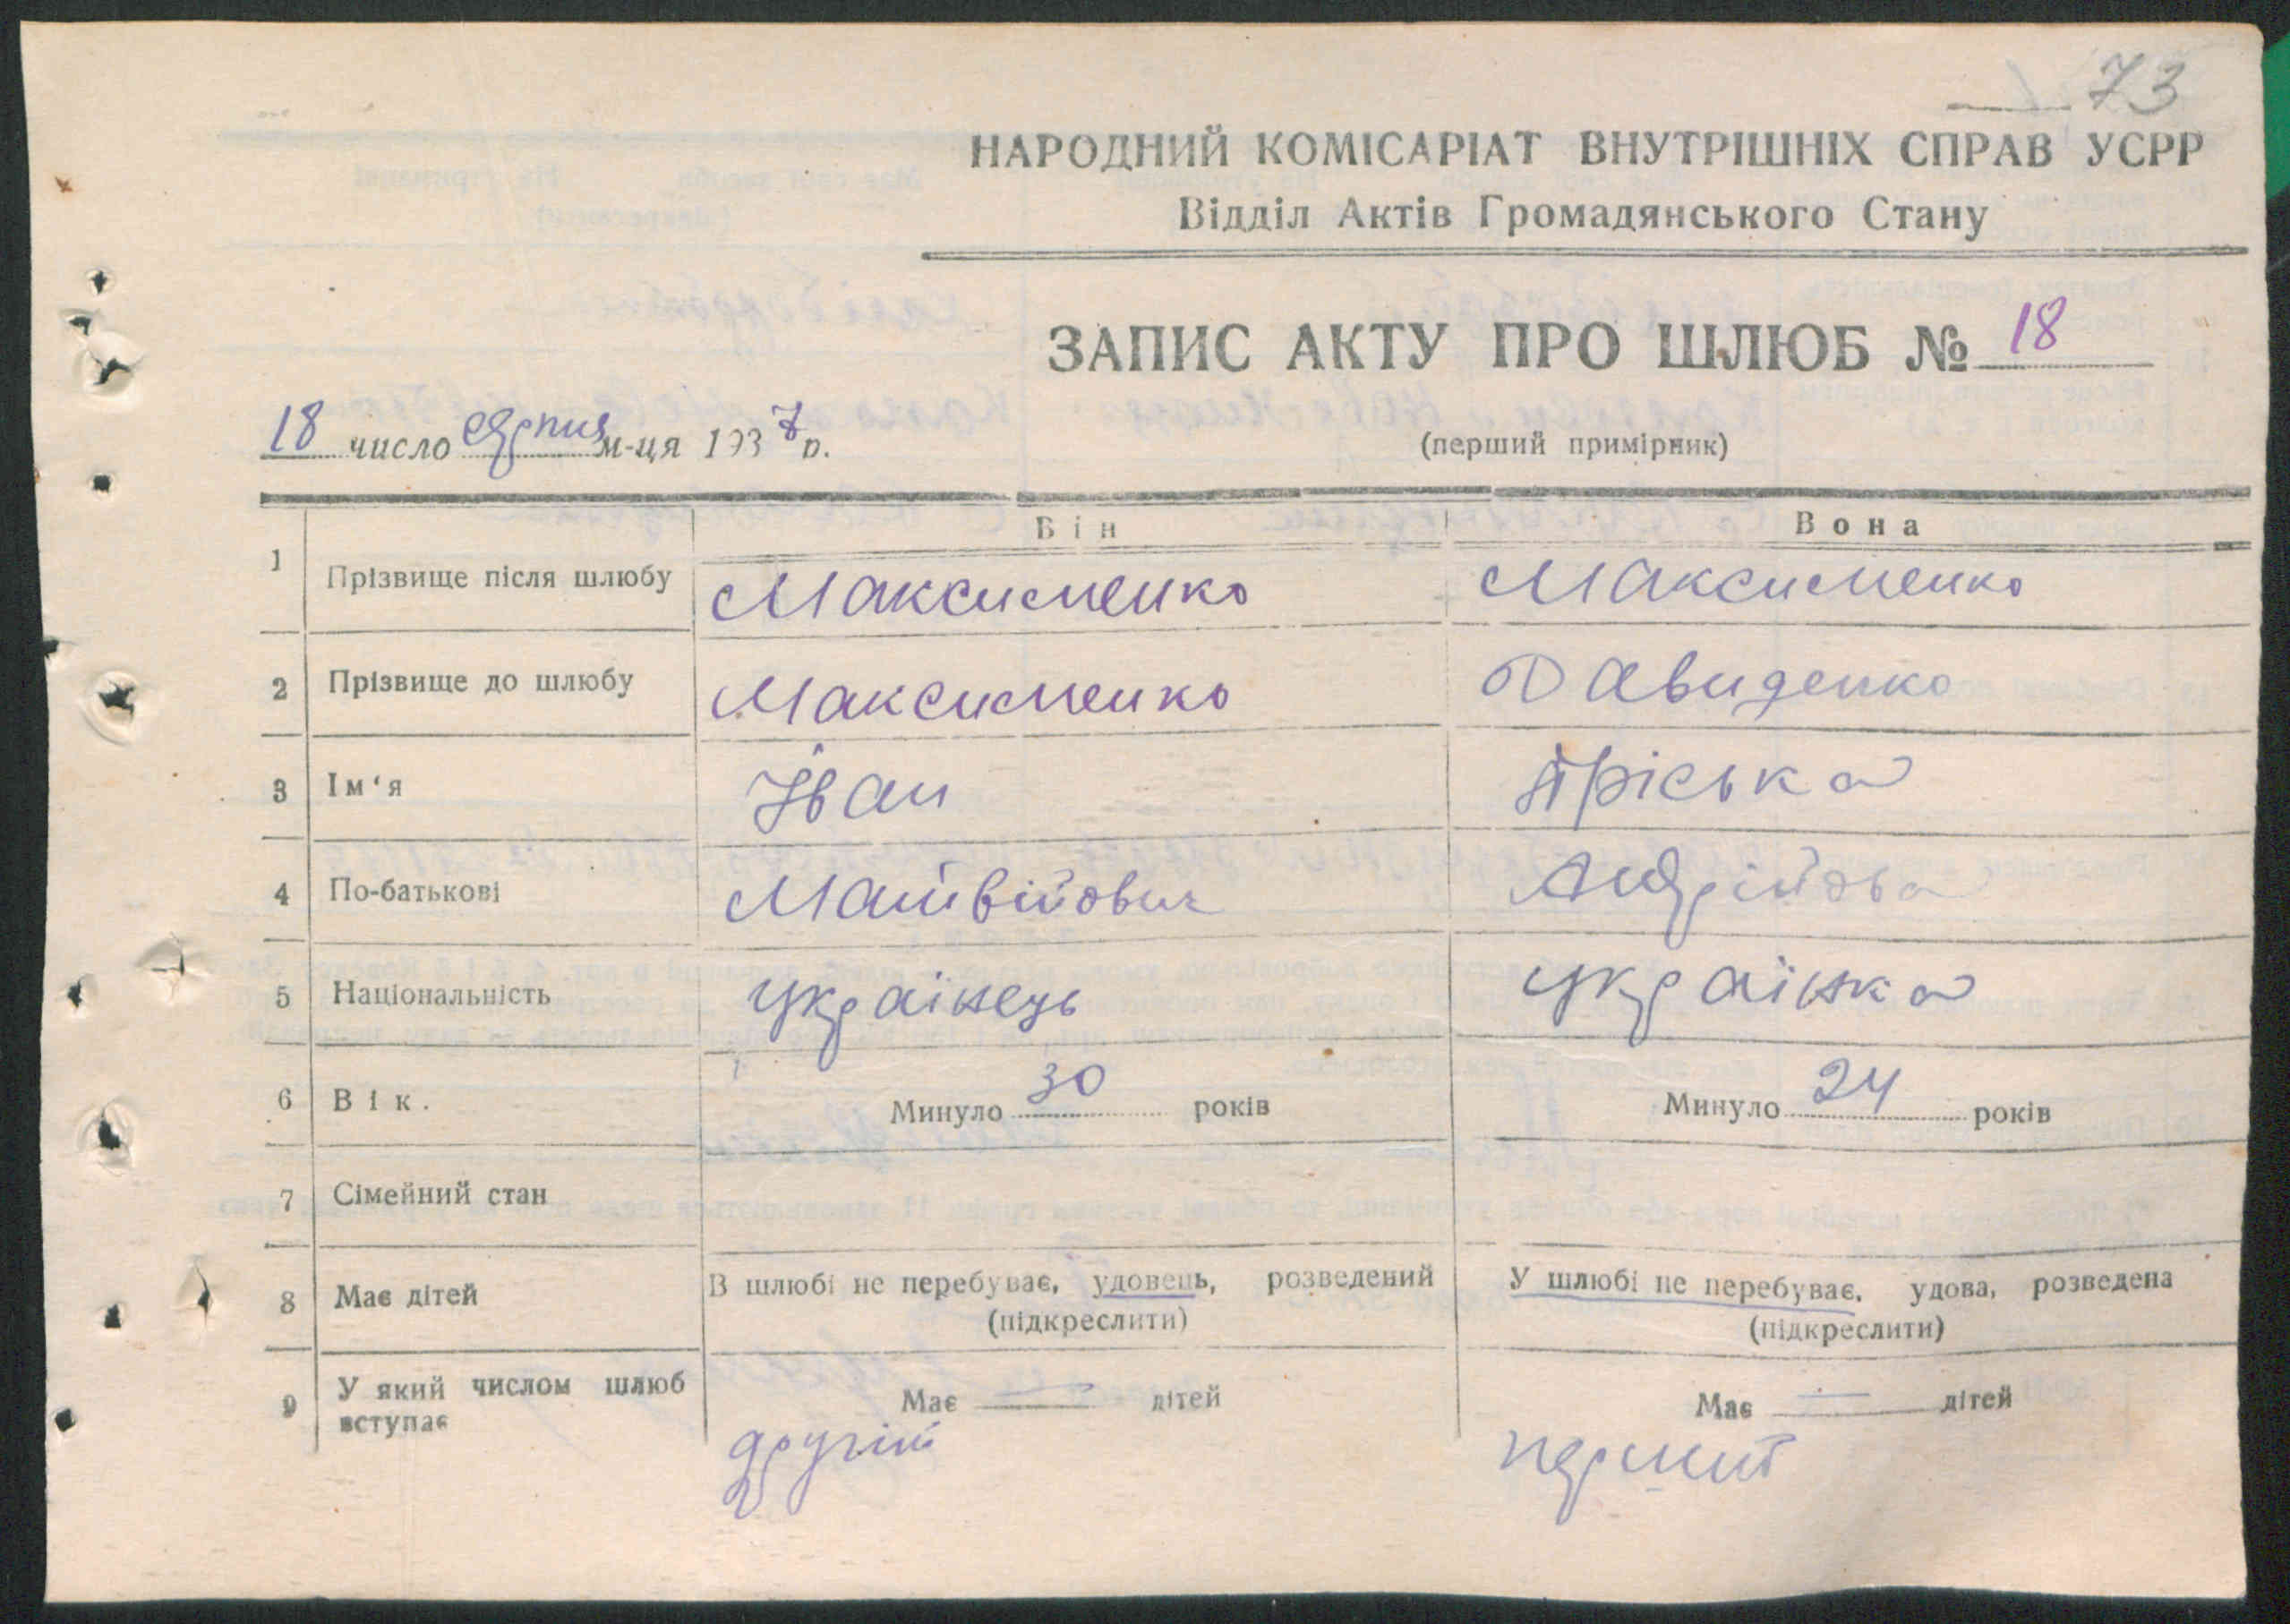 73
НАРОДНИЙ КОМІСАРІАТ ВНУТРІШНІХ СПРАВ УСРР
Відділ Актів Громадянського Стану
ЗАПИС АКТУ ПРО ШЛЮБ № 18
18 число серпня м-ця 1937 р.
(перший примірник)
Він Вона
1 Прізвище після шлюбу Максименко Максименко
2 Прізвище до шлюбу Максименко Давиденко
3 Ім‘я Іван Пріська
4 По-батькові Матвійович Андрійова
5 Національність українець українка
6 Вік. Минуло 30 років Минуло 24 років
7 Сімейний стан
8 Має дітей В шлюбі не перебуває, удовець, розведений У шлюбі не перебуває, удова, розведена
(підкреслити) (підкреслити)
9 У який числом шлюб вступає Має — дітей Має — дітей
другий перший